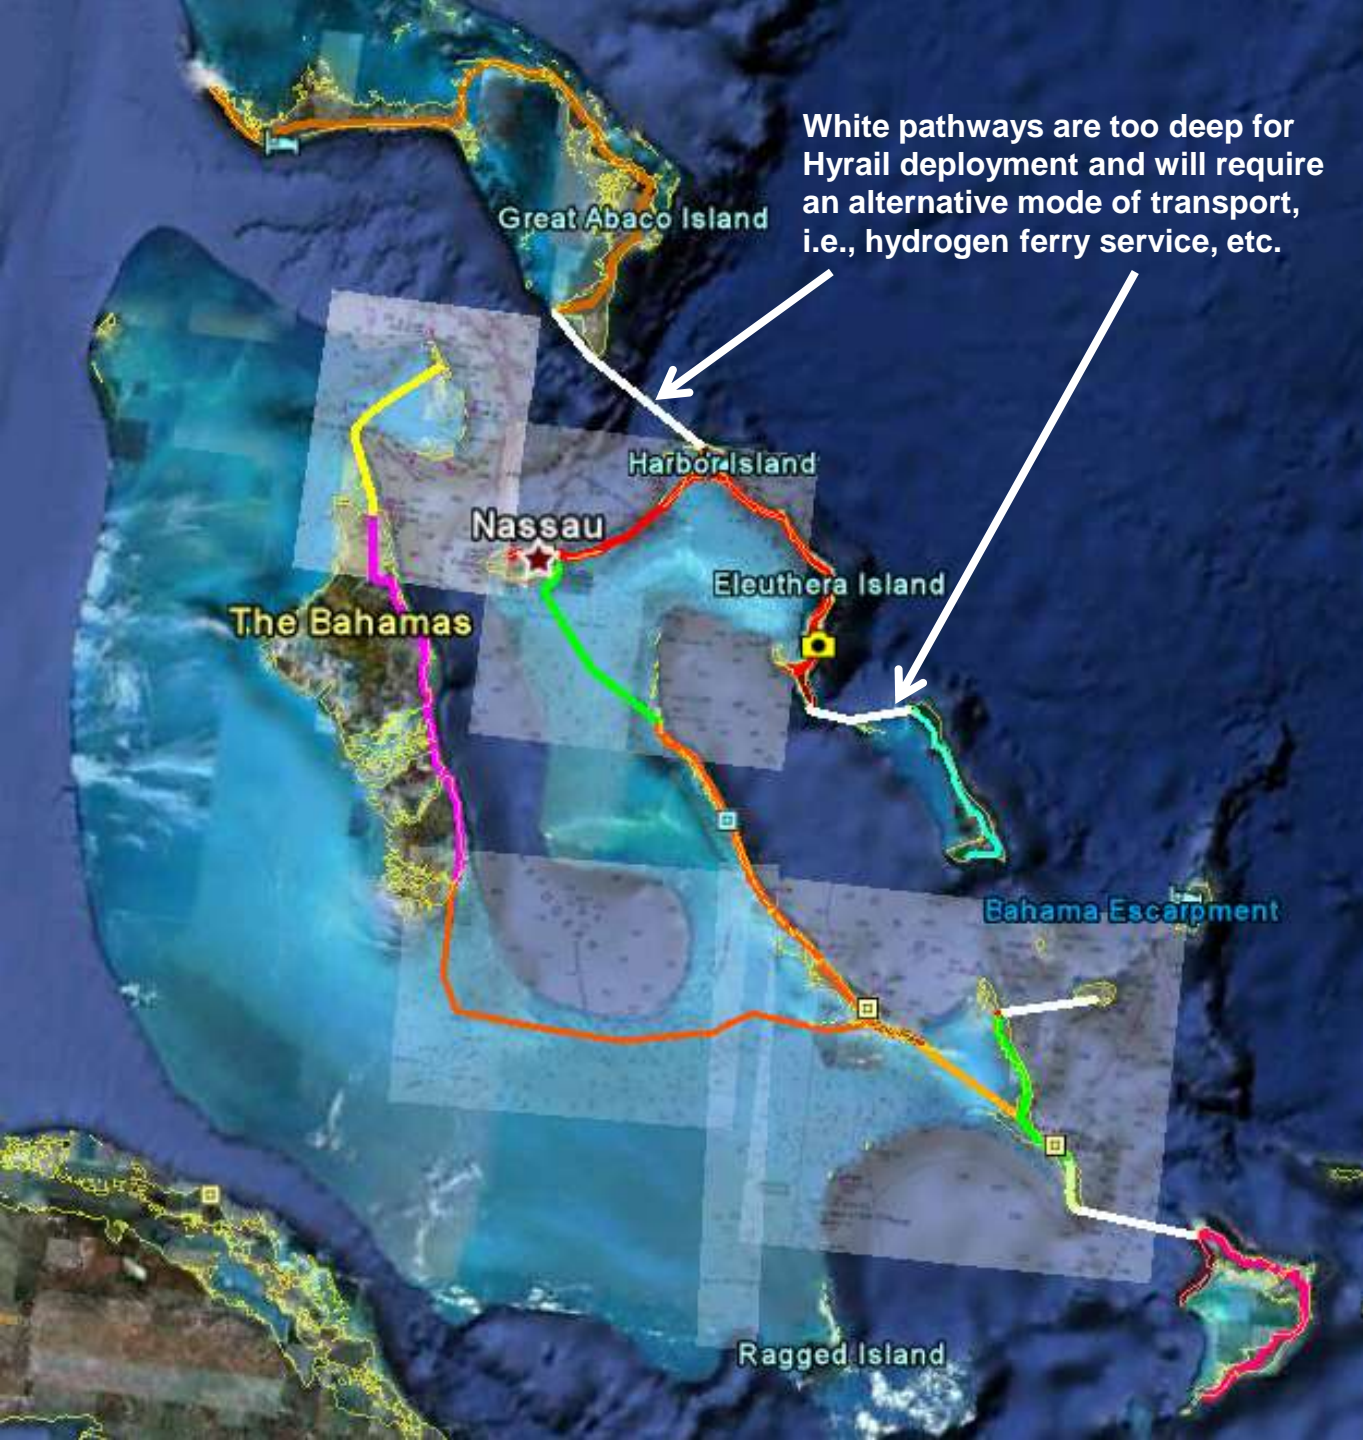 White pathways are too deep for
Hyrail deployment and will require
an alternative mode of transport,
i.e., hydrogen ferry service, etc.
Great Abaco Island
Harbor Island
Nassau
Eleuthera Island
The Bahamas
Bahama Escarpment
Ragged Island